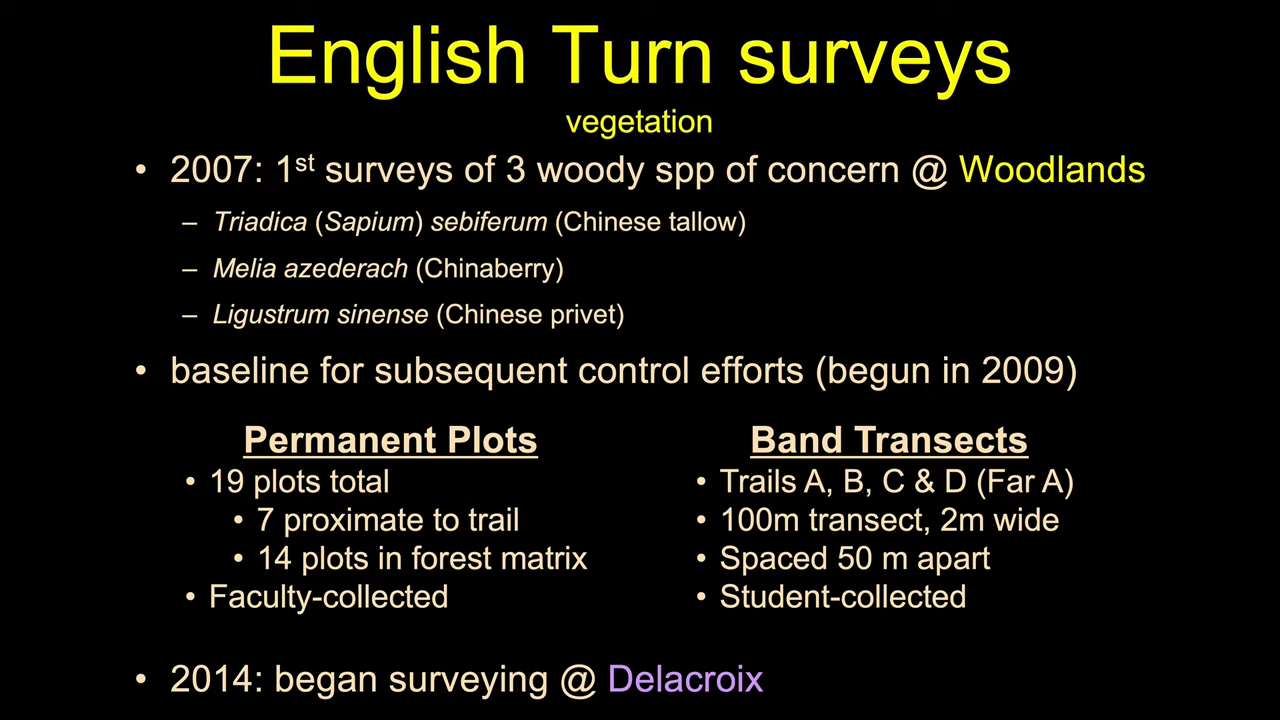 English Turn surveys
vegetation
• 2007: 1st surveys of 3 woody spp of concern @ Woodlands
– Triadica (Sapium) sebiferum (Chinese tallow)
– Melia azederach (Chinaberry)
– Ligustrum sinense (Chinese privet)
• baseline for subsequent control efforts (begun in 2009)
Permanent Plots
• 19 plots total
• 7 proximate to trail
• 14 plots in forest matrix
• Faculty-collected
Band Transects
• Trails A, B, C & D (Far A)
• 100m transect, 2m wide
• Spaced 50 m apart
• Student-collected
• 2014: began surveying @ Delacroix